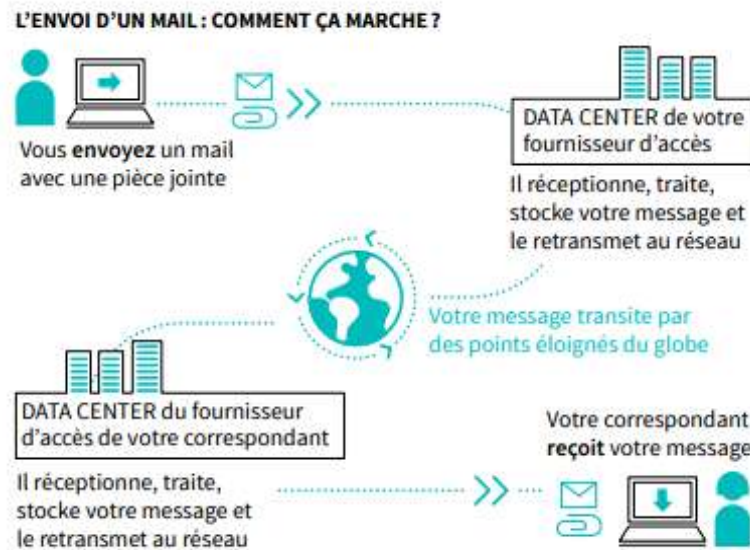 L'ENVOI D'UN MAIL : COMMENT ÇA MARCHE ?
Vous envoyez un mail
avec une pièce jointe
DATA CENTER de votre
fournisseur d'accès
Il réceptionne, traite,
stocke votre message et
le retransmet au réseau
Votre message transite par
des points éloignés du globe
DATA CENTER du fournisseur
d'accès de votre correspondant
Il réceptionne, traite,
stocke votre message et
le retransmet au réseau
Votre correspondant
reçoit votre message